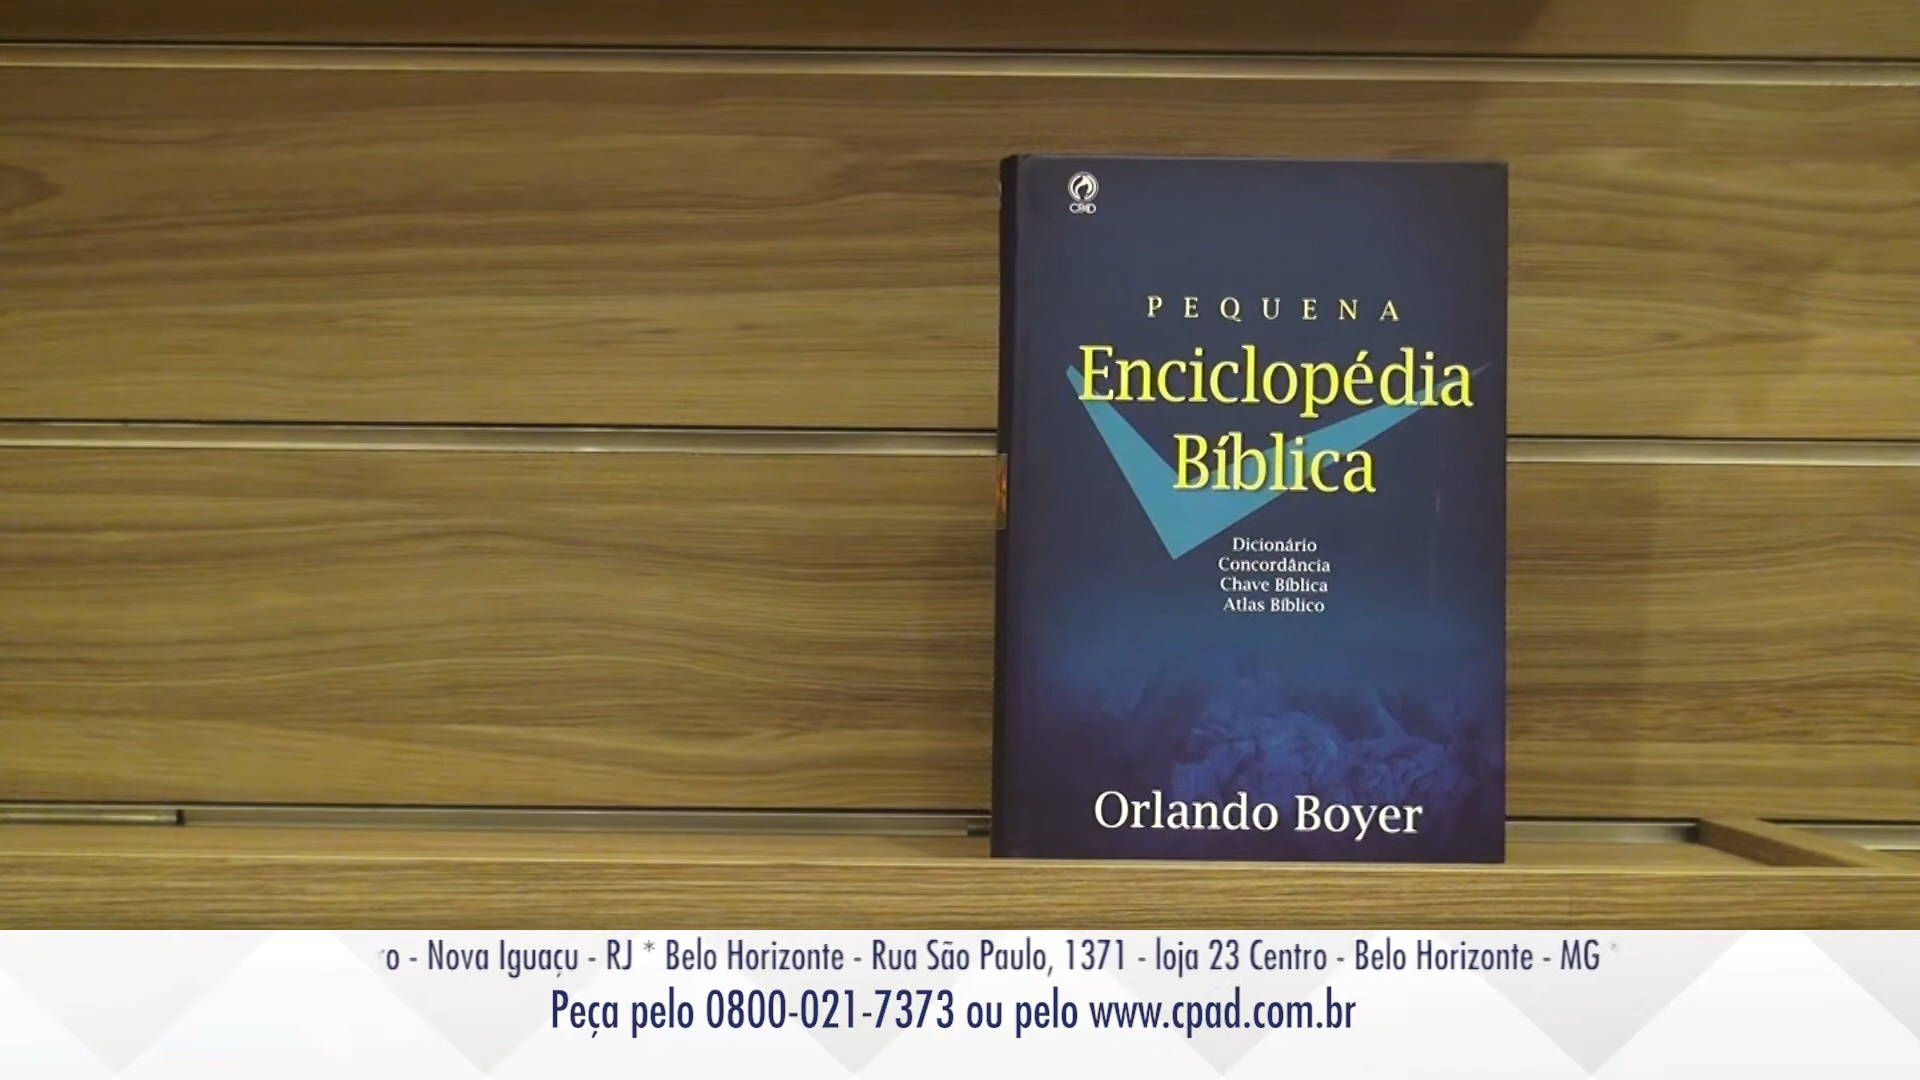 CPAD
PEQUENA
Enciclopédia
Bíblica
Dicionário
Concordância
Chave Bíblica
Atlas Bíblico
Orlando Boyer
- Nova Iguaçu - RJ * Belo Horizonte - Rua São Paulo, 1371 - loja 23 Centro - Belo Horizonte - MG *
Peça pelo 0800-021-7373 ou pelo www.cpad.com.br